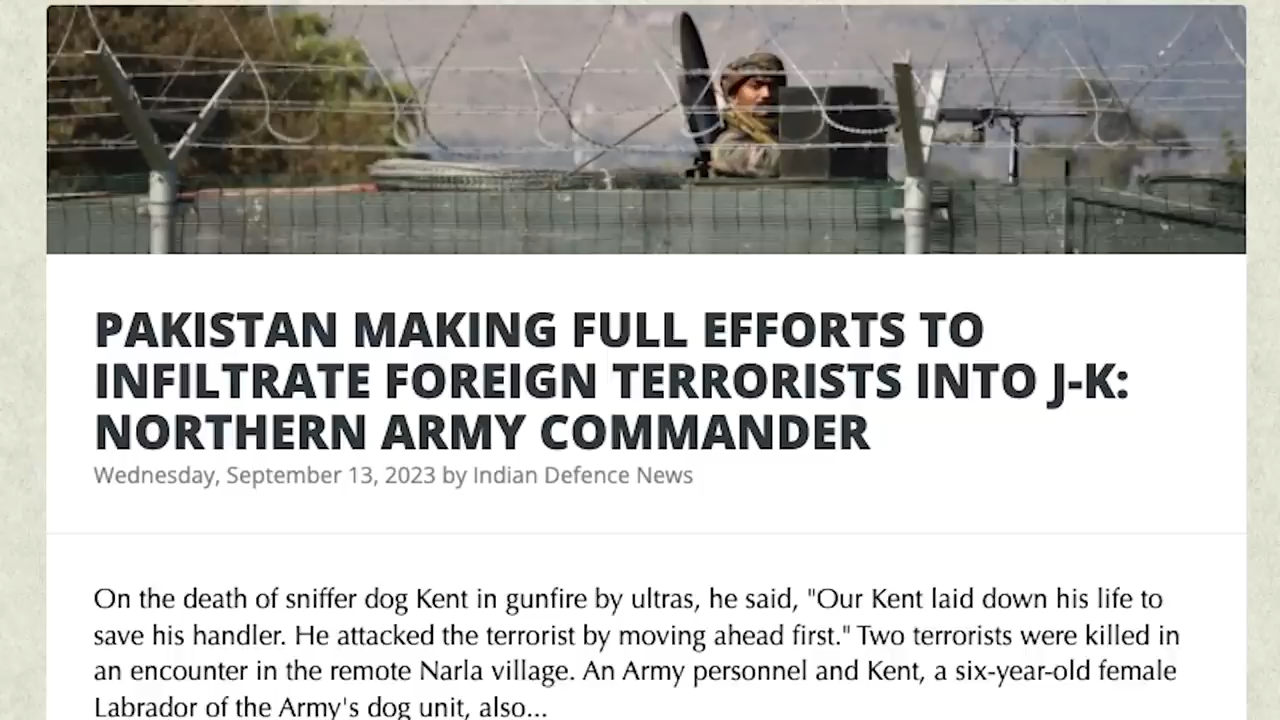 PAKISTAN MAKING FULL EFFORTS TO
INFILTRATE FOREIGN TERRORISTS INTO J-K:
NORTHERN ARMY COMMANDER
Wednesday, September 13, 2023 by Indian Defence News
On the death of sniffer dog Kent in gunfire by ultras, he said, "Our Kent laid down his life to
save his handler. He attacked the terrorist by moving ahead first." Two terrorists were killed in
an encounter in the remote Narla village. An Army personnel and Kent, a six-year-old female
Labrador of the Army's dog unit, also...